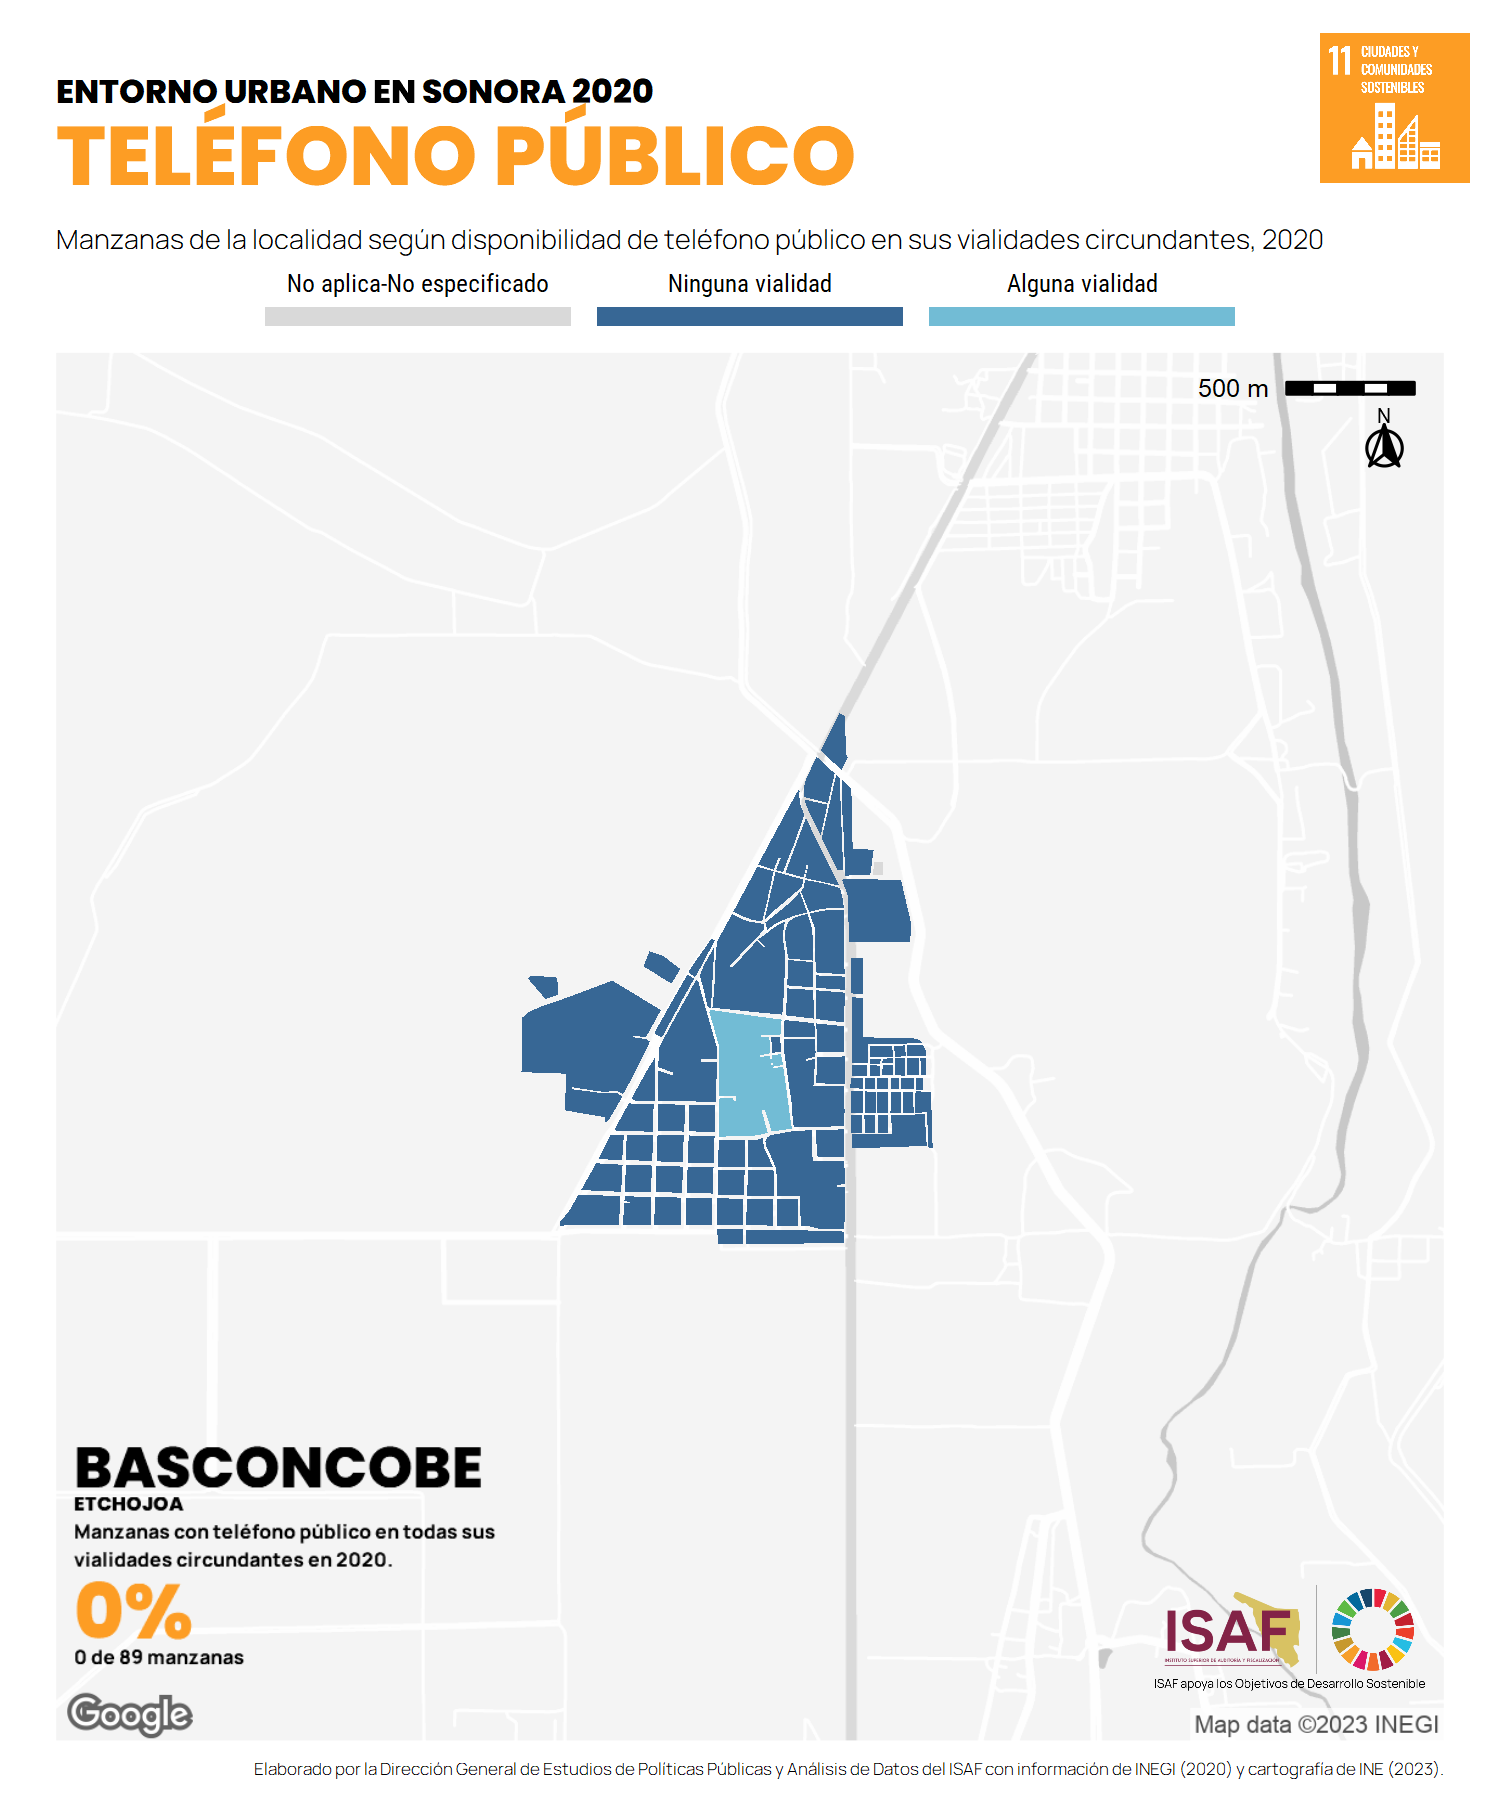 ENTORNO URBANO EN SONORA 2020
TELÉFONO PÚBLICO
11 CIUDADES Y
COMUNIDADES
SOSTENIBLES
Manzanas de la localidad según disponibilidad de teléfono público en sus vialidades circundantes, 2020
No aplica-No especificado
Ninguna vialidad
Alguna vialidad
500 m
N
BASCONCOBE
ETCHOJOA
Manzanas con teléfono público en todas sus
vialidades circundantes en 2020.
0%
0 de 89 manzanas
Google
ISAF
INSTITUTO SUPERIOR DE AUDITORÍA Y FISCALIZACIÓN
ISAF apoya los Objetivos de Desarrollo Sostenible
Map data ©2023 INEGI
Elaborado por la Dirección General de Estudios de Políticas Públicas y Análisis de Datos del ISAF con información de INEGI (2020) y cartografía de INE (2023).